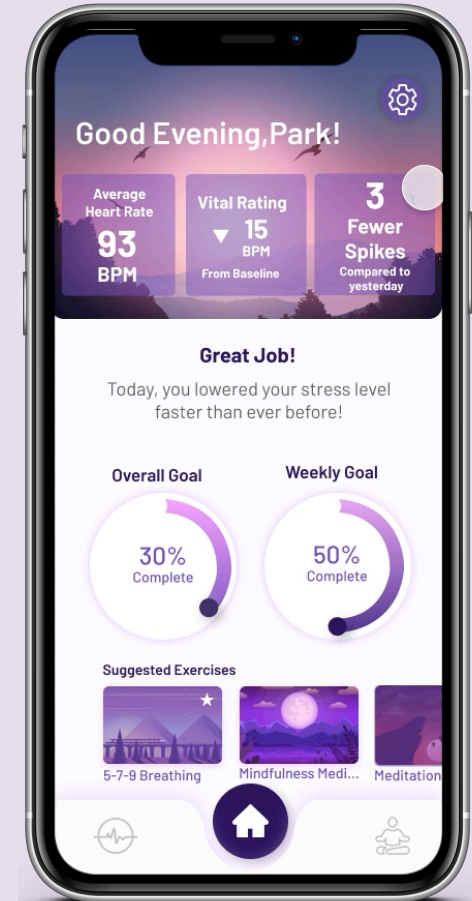 Good Evening,Park!
Average
Heart Rate
93
BPM
Vital Rating
▼ 15
BPM
From Baseline
3
Fewer
Spikes
Compared to
yesterday
Great Job!
Today, you lowered your stress level
faster than ever before!
Overall Goal
30%
Complete
Weekly Goal
50%
Complete
Suggested Exercises
5-7-9 Breathing
Mindfulness Medi...
Meditation